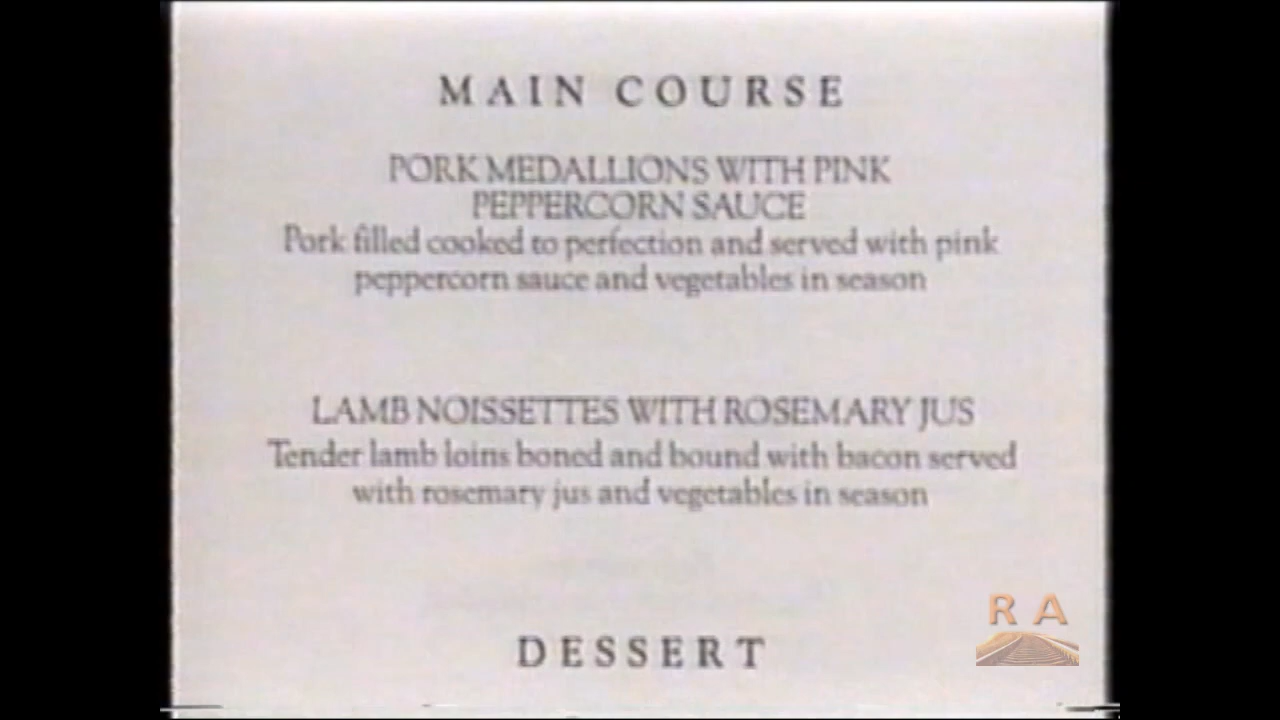 MAIN COURSE
PORK MEDALLIONS WITH PINK
PEPPERCORN SAUCE
Pork filled cooked to perfection and served with pink
peppercorn sauce and vegetables in season
LAMB NOISSETTES WITH ROSEMARY JUS
Tender lamb loins boned and bound with bacon served
with rosemary jus and vegetables in season
DESSERT
R A